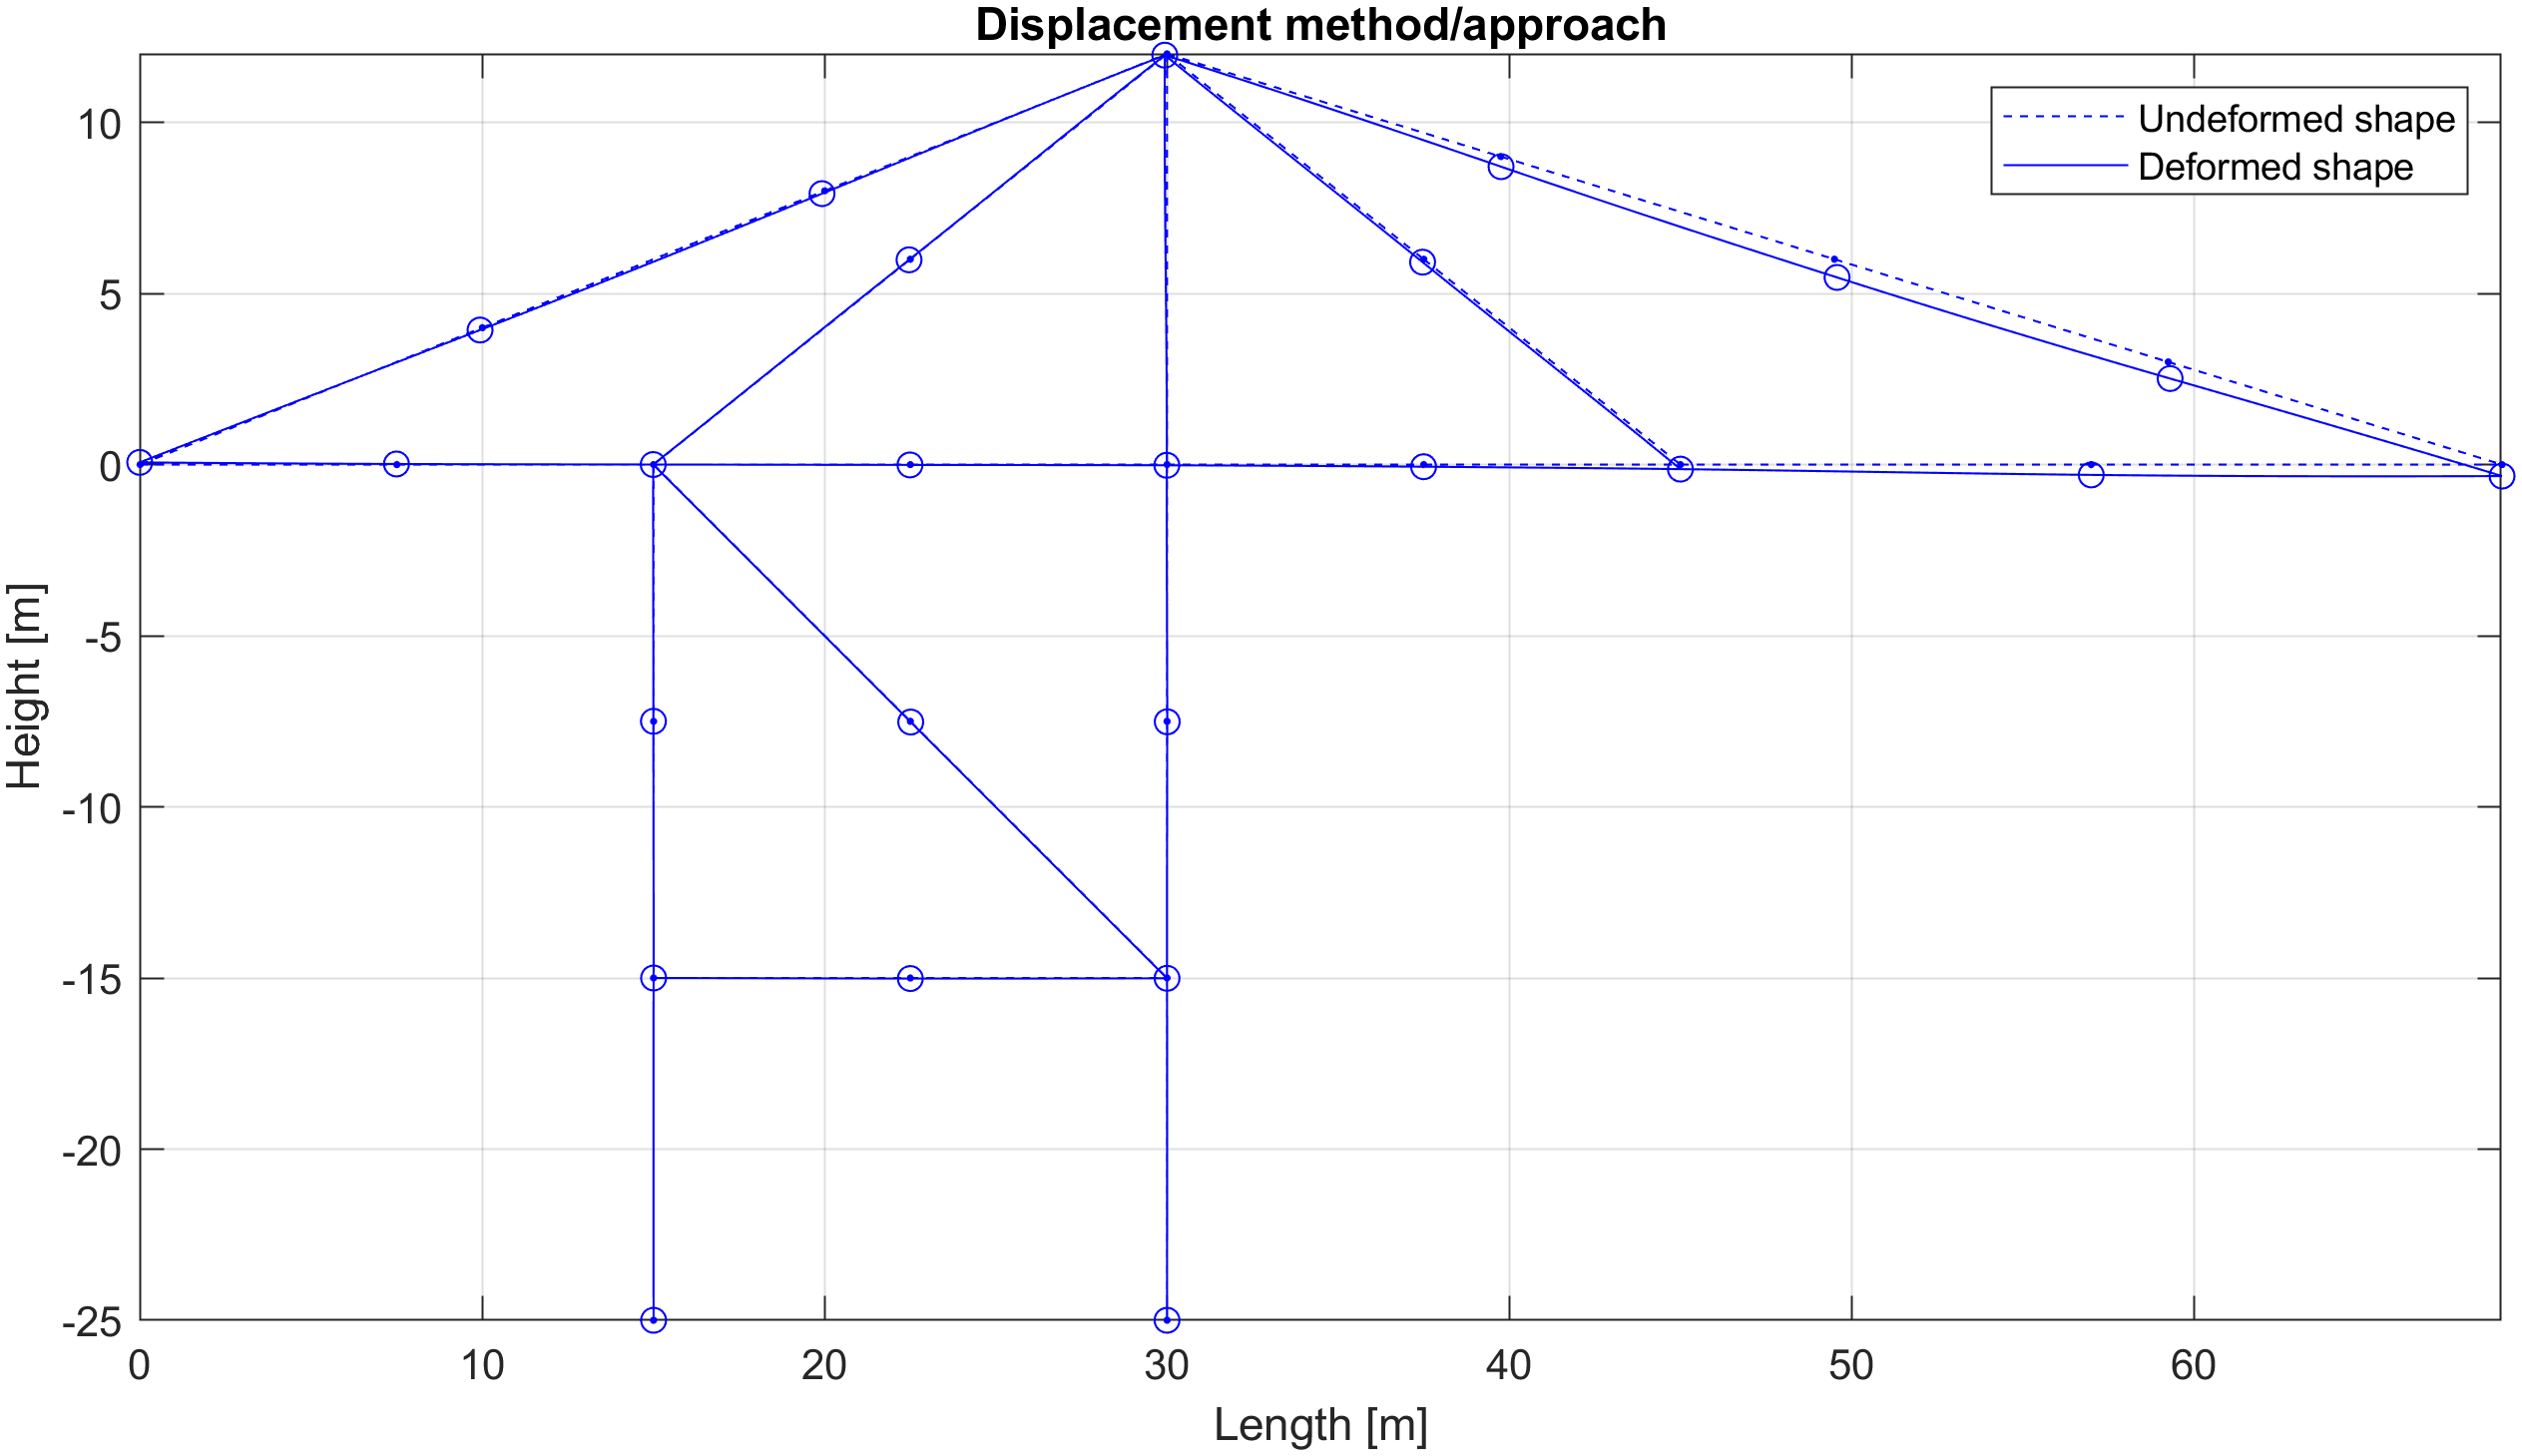 Displacement method/approach
Undeformed shape
Deformed shape
10
5
0
-5
-10
-15
-20
-25
Height [m]
0 10 20 30 40 50 60
Length [m]